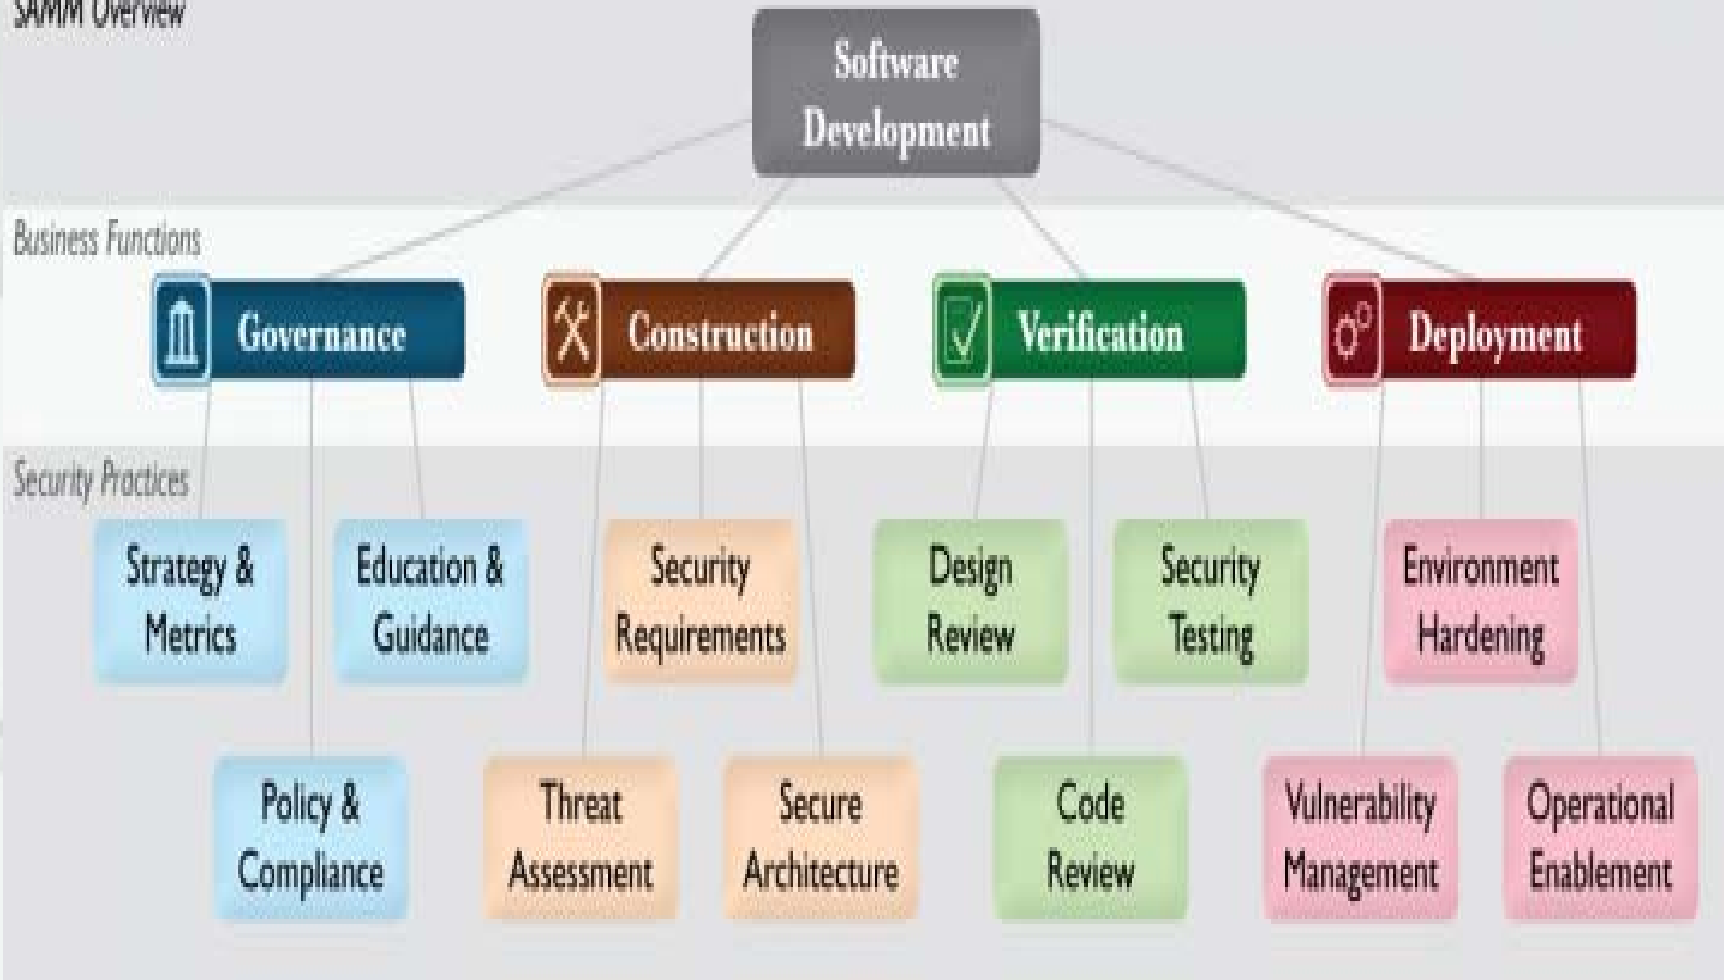 SAMM Overview
Software
Development
Business Functions
Governance
Construction
Verification
Deployment
Security Practices
Strategy &
Metrics
Education &
Guidance
Security
Requirements
Design
Review
Security
Testing
Environment
Hardening
Policy &
Compliance
Threat
Assessment
Secure
Architecture
Code
Review
Vulnerability
Management
Operational
Enablement